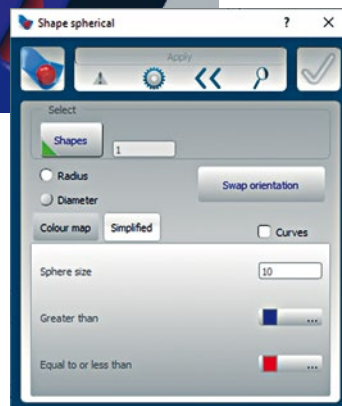 Shape spherical ? ×
Apply
Select
Shapes 1
Radius
Swap orientation
Diameter
Colour map Simplified Curves
Sphere size 10
Greater than ...
Equal to or less than ...